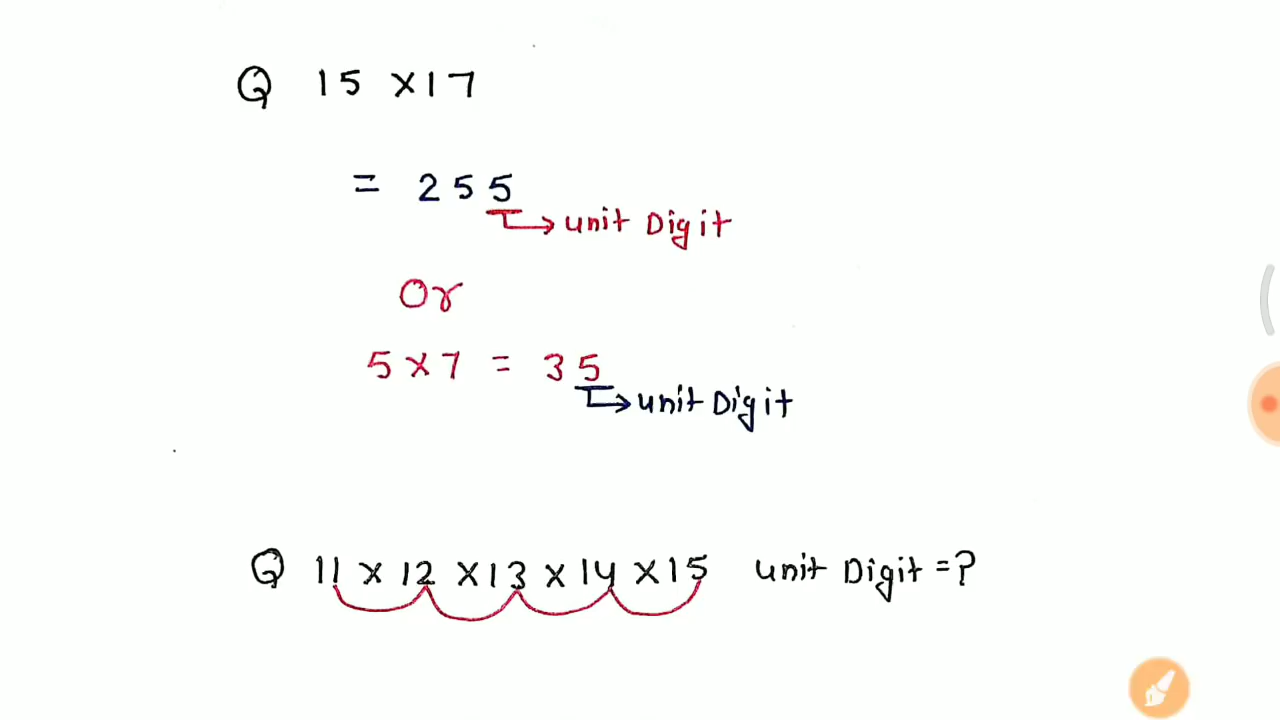 Q 15 × 17
= 255
unit Digit
Or
5 × 7 = 35
unit Digit
Q 11 × 12 × 13 × 14 × 15 unit Digit = ?